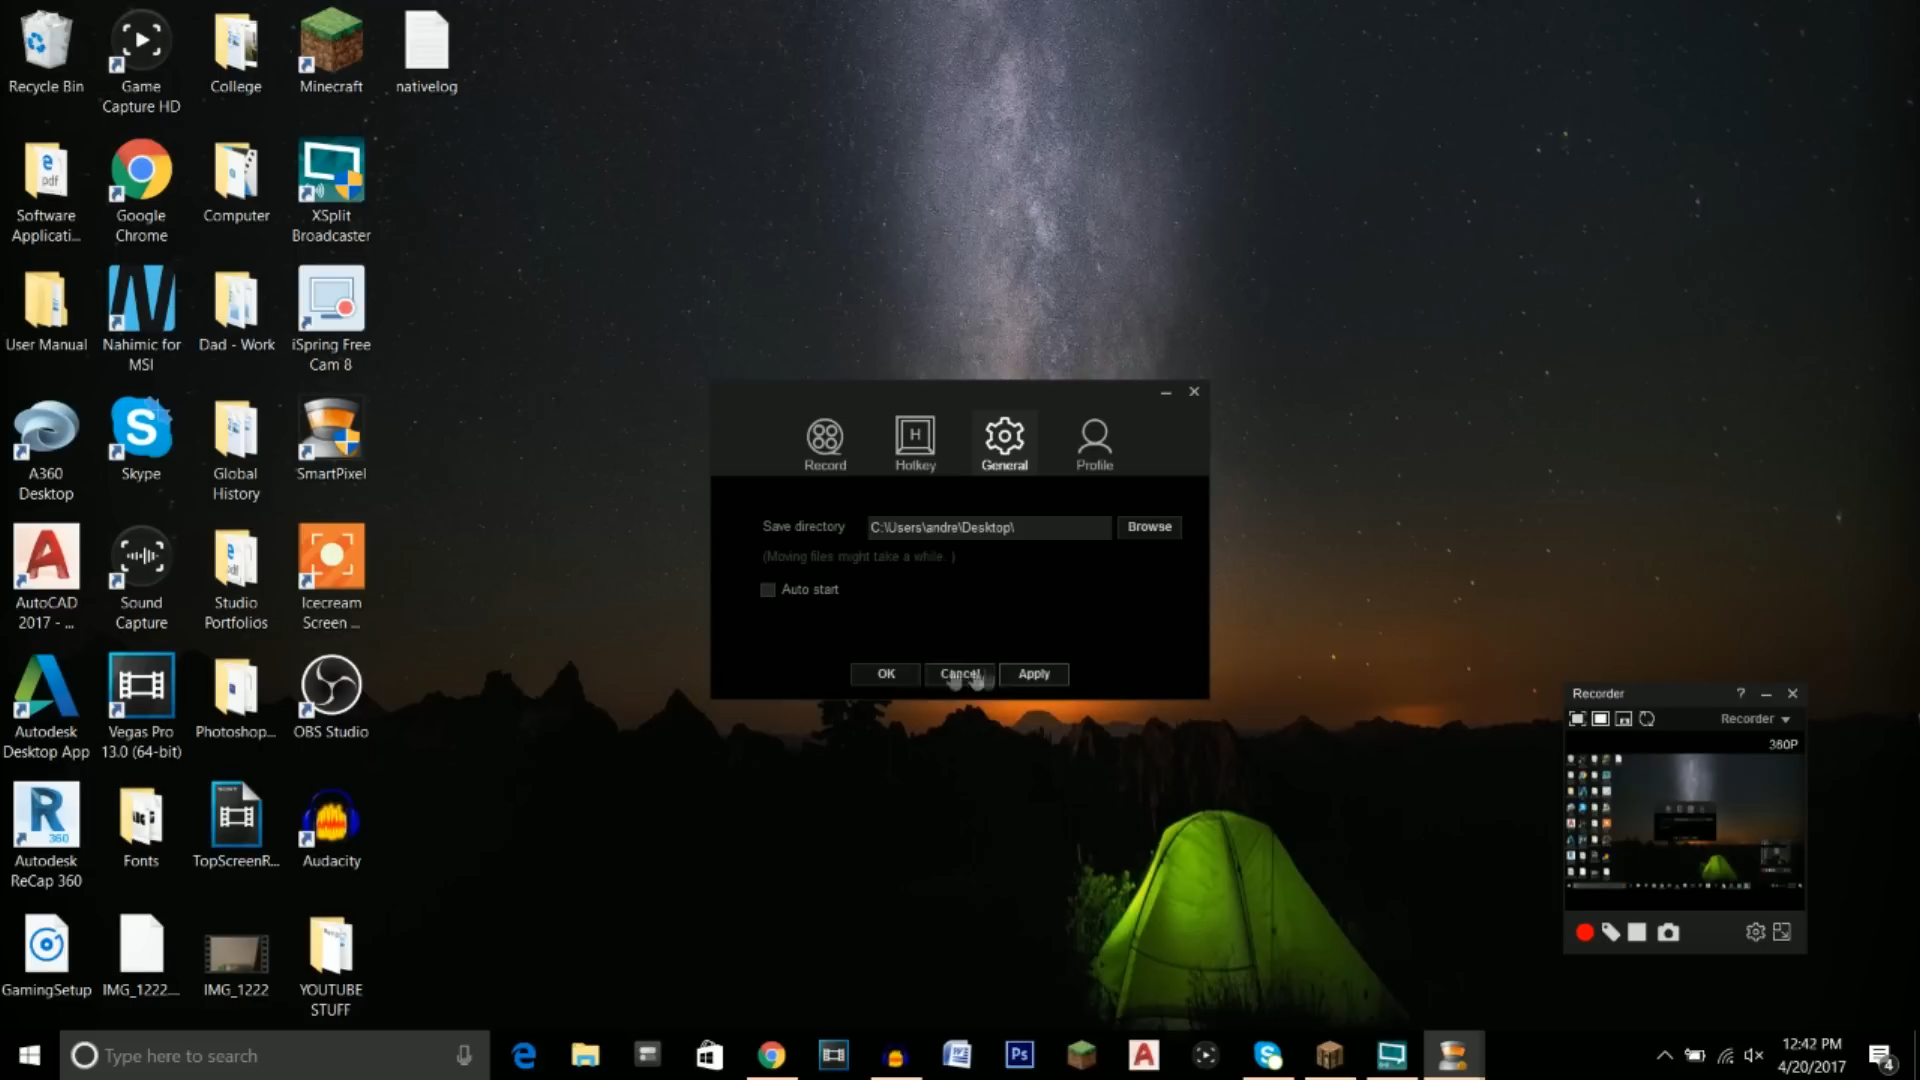 Recycle Bin
Game
Capture HD
College
Minecraft
nativelog
Software
Applicati...
Google
Chrome
Computer
XSplit
Broadcaster
User Manual
Nahimic for
MSI
Dad - Work
iSpring Free
Cam 8
A360
Desktop
Skype
Global
History
SmartPixel
AutoCAD
2017 - ...
Sound
Capture
Studio
Portfolios
Icecream
Screen ...
Autodesk
Desktop App
Vegas Pro
13.0 (64-bit)
Photoshop...
OBS Studio
Autodesk
ReCap 360
Fonts
TopScreenR...
Audacity
GamingSetup
IMG_1222....
IMG_1222
YOUTUBE
STUFF
Record
Hotkey
General
Profile
Save directory
C:\Users\andre\Desktop\
Browse
(Moving files might take a while. )
Auto start
OK
Cancel
Apply
Recorder
?
Recorder
360P
Type here to search
12:42 PM
4/20/2017
4